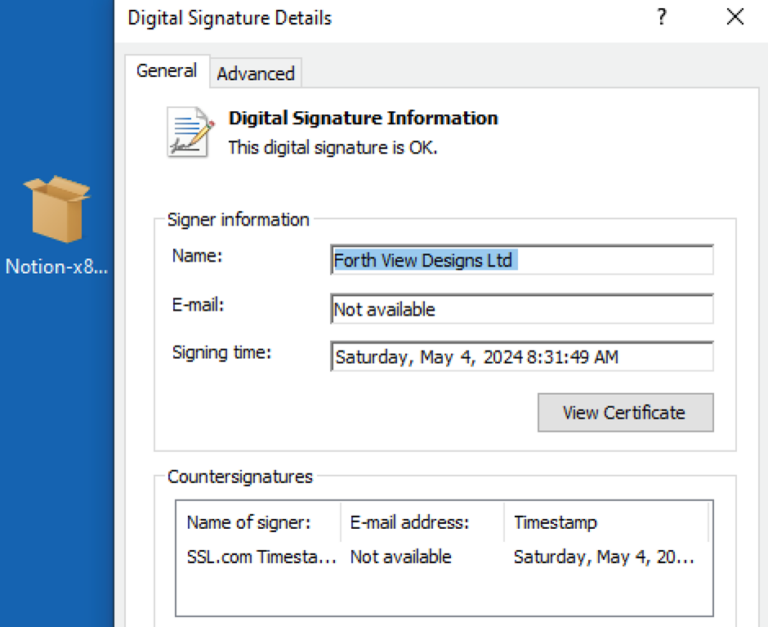 Digital Signature Details ?
General Advanced
Digital Signature Information
This digital signature is OK.
Notion-x8...
Signer information
Name: Forth View Designs Ltd
E-mail: Not available
Signing time: Saturday, May 4, 2024 8:31:49 AM
View Certificate
Countersignatures
Name of signer: E-mail address: Timestamp
SSL.com Timesta... Not available Saturday, May 4, 20...